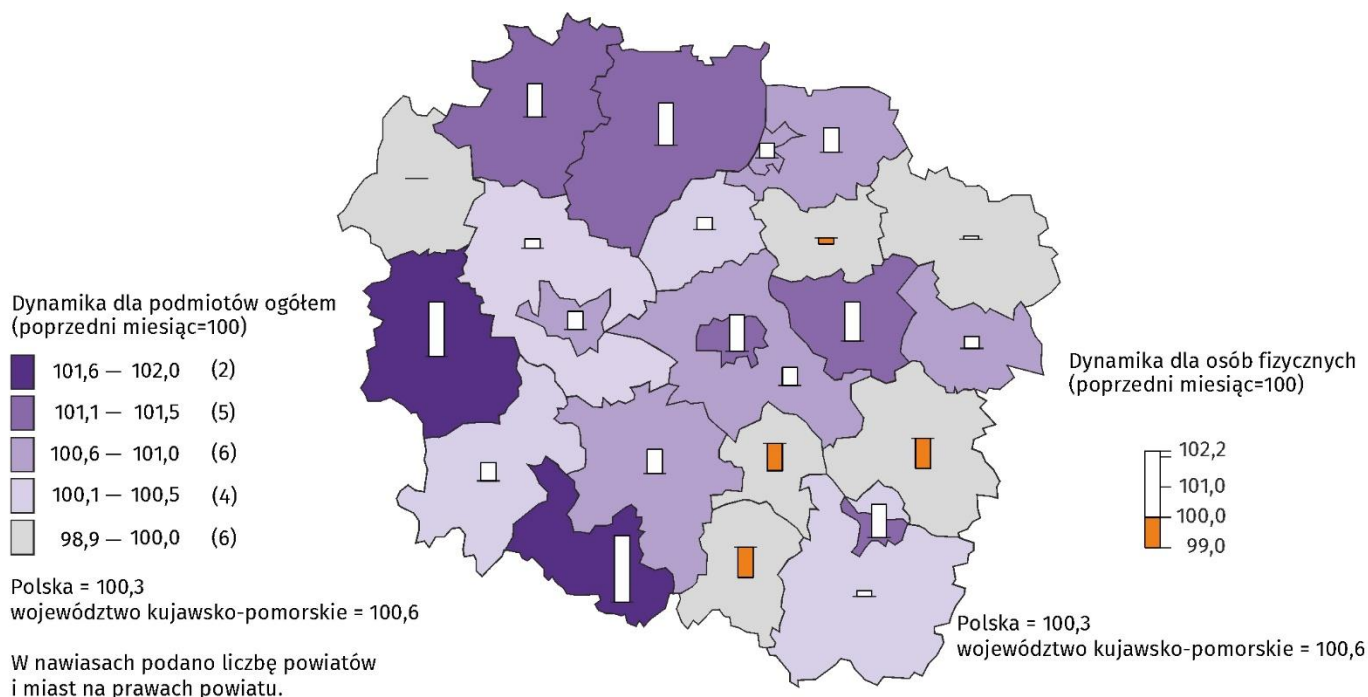 Dynamika dla podmiotów ogółem
(poprzedni miesiąc=100)
101,6 — 102,0 (2)
101,1 — 101,5 (5)
100,6 — 101,0 (6)
100,1 — 100,5 (4)
98,9 — 100,0 (6)
Polska = 100,3
województwo kujawsko-pomorskie = 100,6
W nawiasach podano liczbę powiatów
i miast na prawach powiatu.
Dynamika dla osób fizycznych
(poprzedni miesiąc=100)
102,2
101,0
100,0
99,0
Polska = 100,3
województwo kujawsko-pomorskie = 100,6